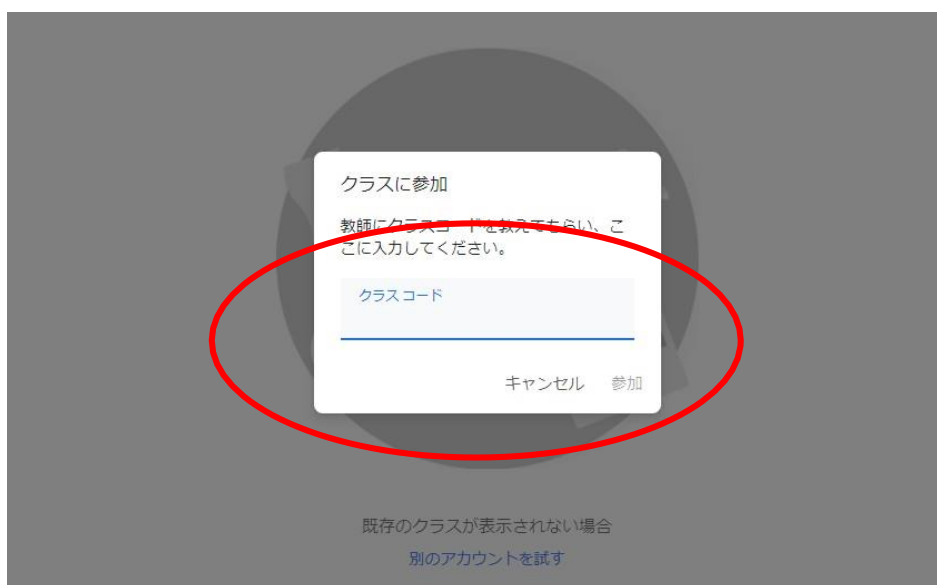 クラスに参加
教師にクラスコードを教えてもらい、こ
こに入力してください。
クラス コード
キャンセル 参加
既存のクラスが表示されない場合
別のアカウントを試す